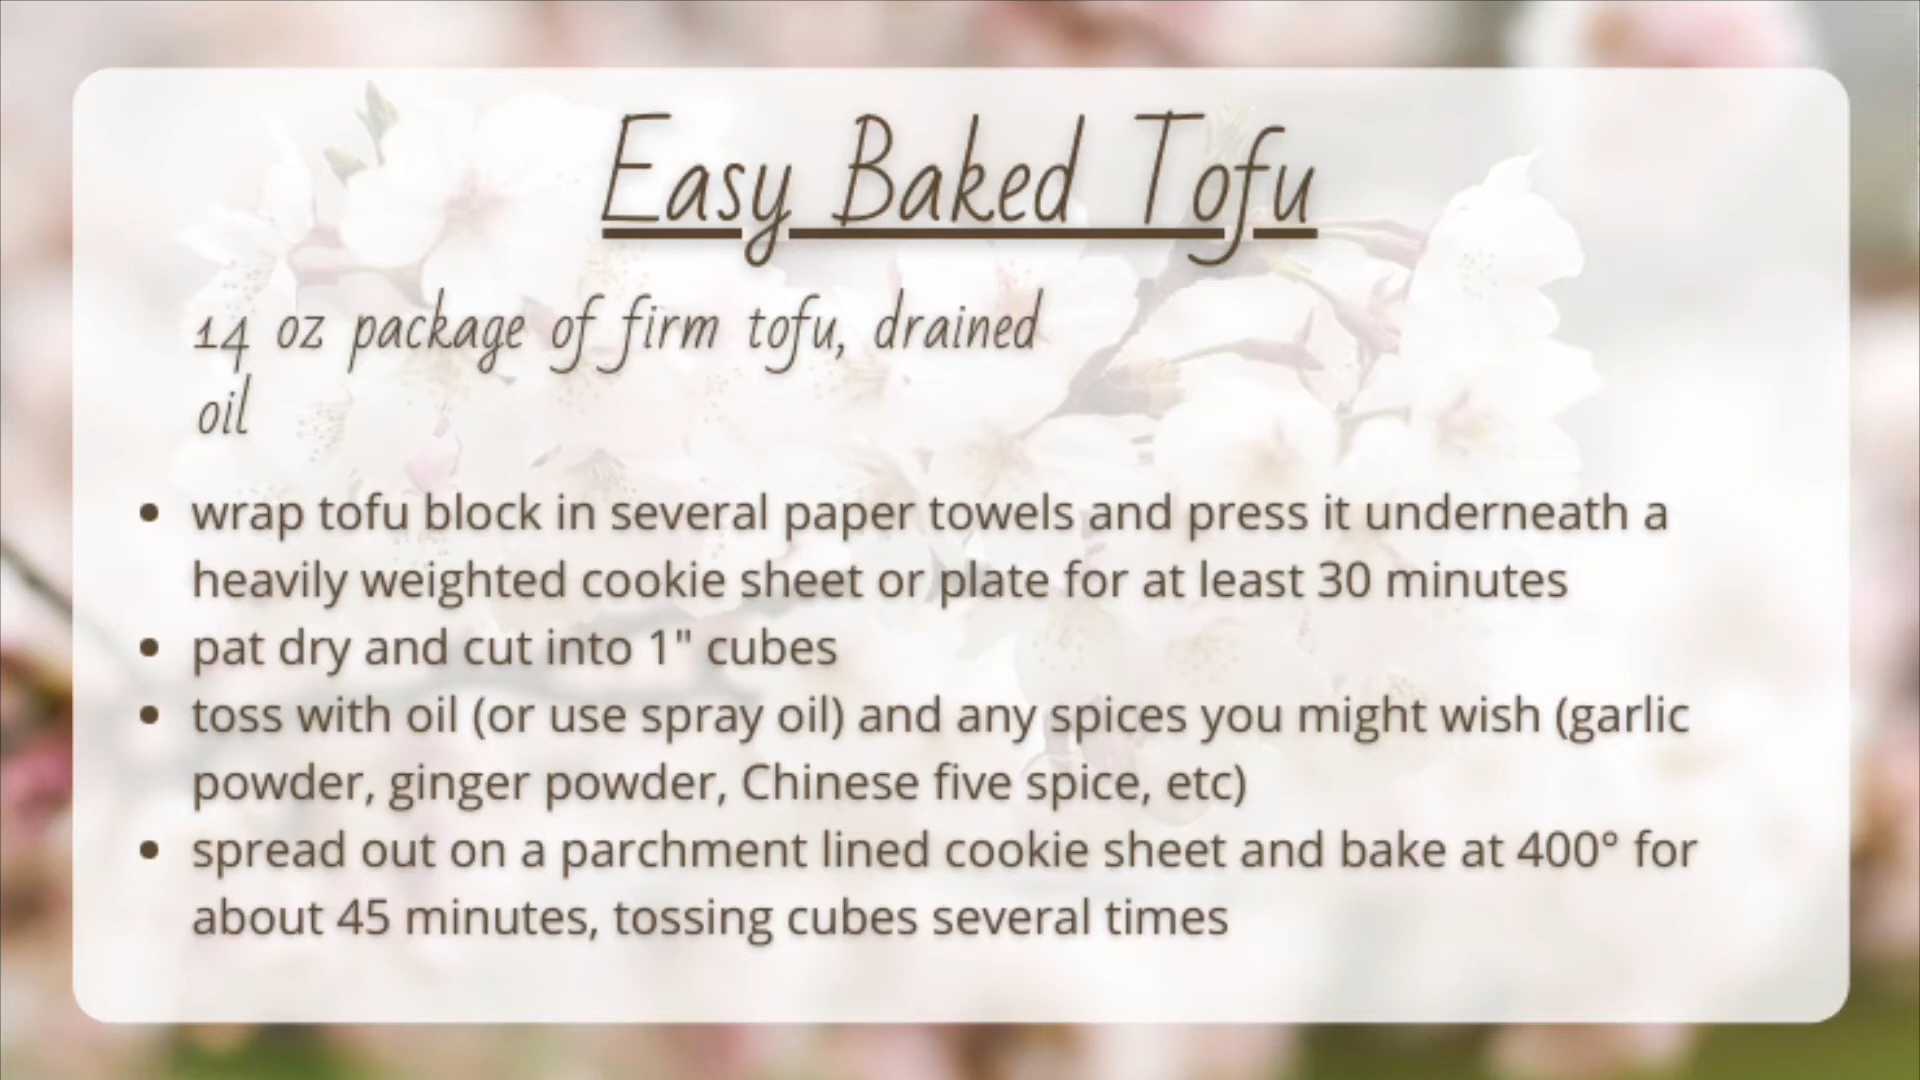 Easy Baked Tofu
14 oz package of firm tofu, drained
oil
• wrap tofu block in several paper towels and press it underneath a
heavily weighted cookie sheet or plate for at least 30 minutes
• pat dry and cut into 1" cubes
• toss with oil (or use spray oil) and any spices you might wish (garlic
powder, ginger powder, Chinese five spice, etc)
• spread out on a parchment lined cookie sheet and bake at 400° for
about 45 minutes, tossing cubes several times